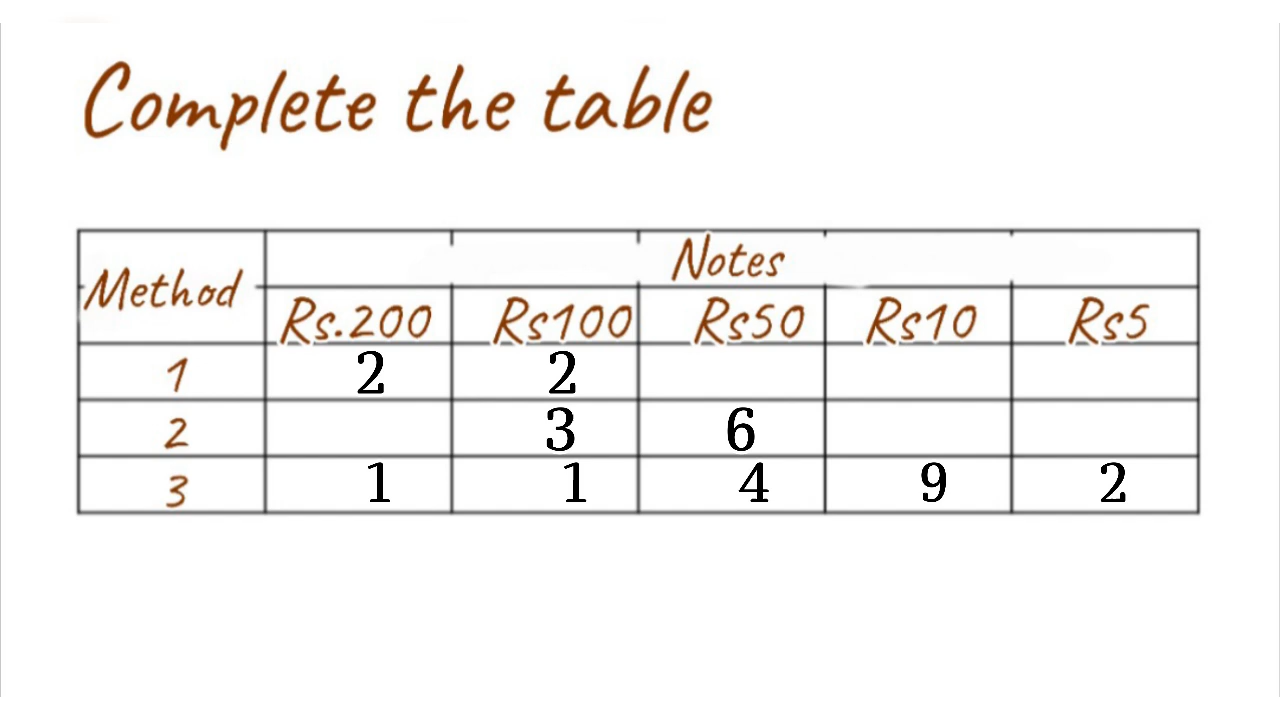 Complete the table
Method Notes
Rs.200 Rs100 Rs50 Rs10 Rs5
1 2 2
2 3 6
3 1 1 4 9 2